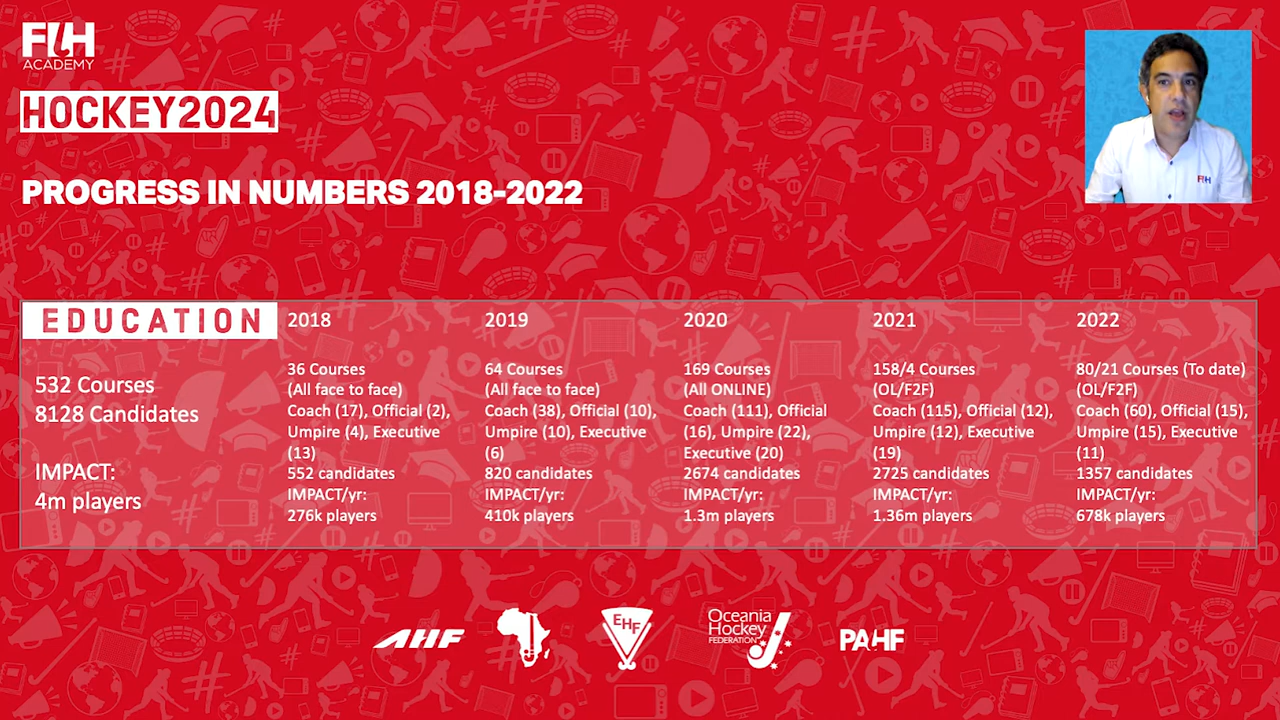 FIH
ACADEMY
HOCKEY2024
PROGRESS IN NUMBERS 2018-2022
FIH
EDUCATION
532 Courses
8128 Candidates
IMPACT:
4m players
2018
36 Courses
(All face to face)
Coach (17), Official (2),
Umpire (4), Executive
(13)
552 candidates
IMPACT/yr:
276k players
2019
64 Courses
(All face to face)
Coach (38), Official (10),
Umpire (10), Executive
(6)
820 candidates
IMPACT/yr:
410k players
2020
169 Courses
(All ONLINE)
Coach (111), Official
(16), Umpire (22),
Executive (20)
2674 candidates
IMPACT/yr:
1.3m players
2021
158/4 Courses
(OL/F2F)
Coach (115), Official (12),
Umpire (12), Executive
(19)
2725 candidates
IMPACT/yr:
1.36m players
2022
80/21 Courses (To date)
(OL/F2F)
Coach (60), Official (15),
Umpire (15), Executive
(11)
1357 candidates
IMPACT/yr:
678k players
AHF
EHF
Oceania
Hockey
FEDERATION
PAHF